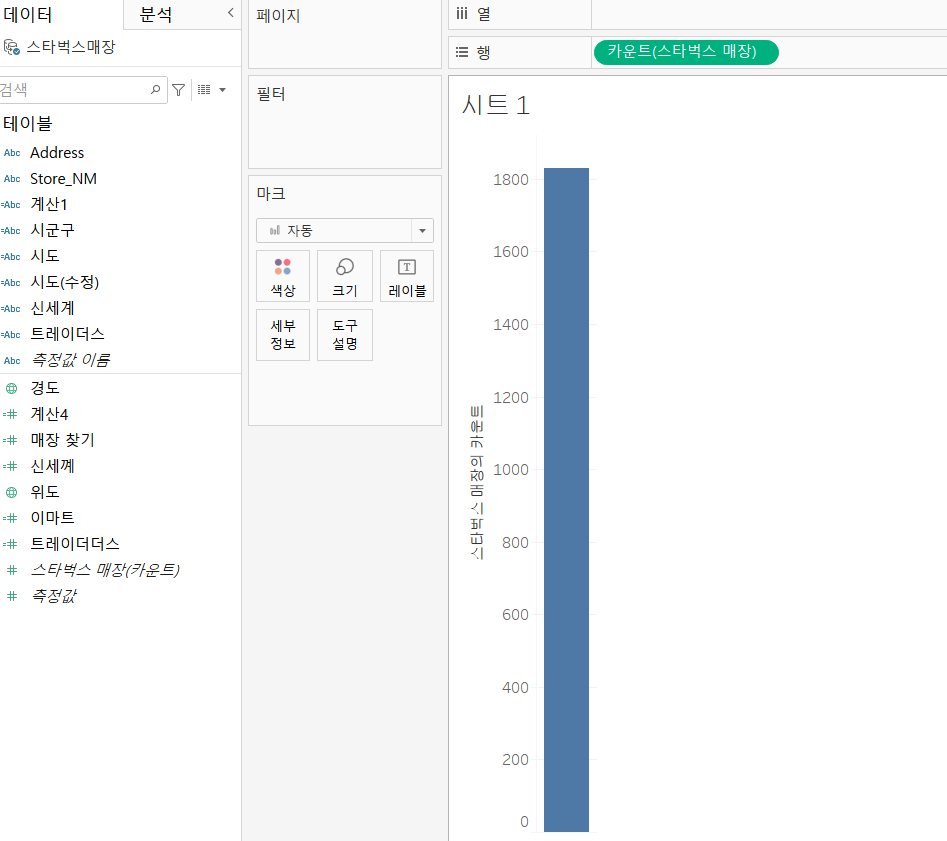 데이터
분석
스타벅스매장
검색
테이블
Abc Address
Abc Store_NM
=Abc 계산1
=Abc 시군구
=Abc 시도
=Abc 시도(수정)
=Abc 신세계
=Abc 트레이더스
Abc 측정값 이름
경도
계산4
매장 찾기
신세꼐
위도
이마트
트레이더더스
스타벅스 매장(카운트)
측정값
페이지
필터
마크
자동
색상
크기
레이블
세부
정보
도구
설명
열
행
카운트(스타벅스 매장)
시트 1
스타벅스 매장의 카운트
1800
1600
1400
1200
1000
800
600
400
200
0